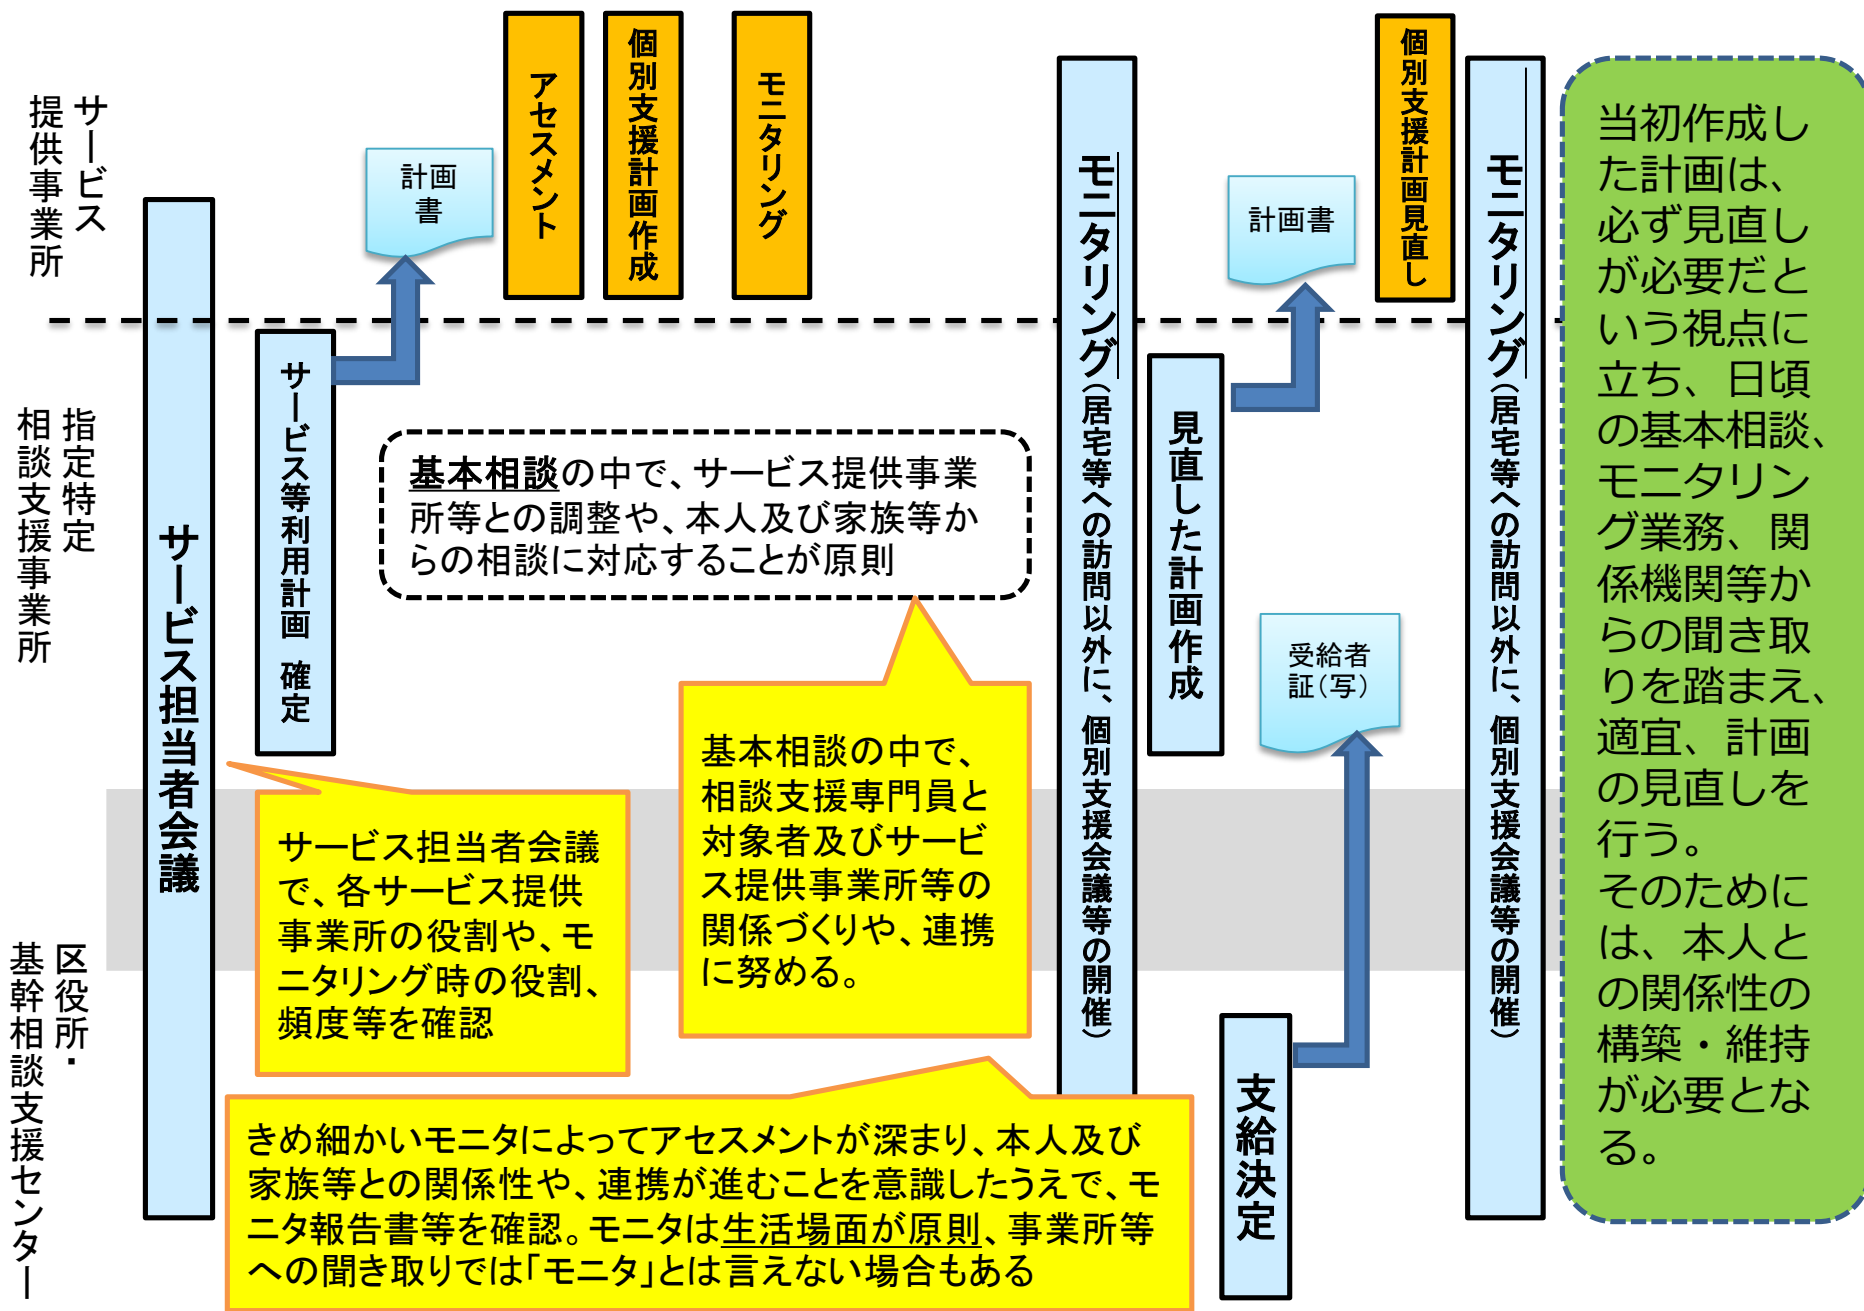 サービス
提供事業所
指定特定
相談支援事業所
区役所・
基幹相談支援センター
サービス担当者会議
サービス等利用計画 確定
計画
書
アセスメント
個別支援計画作成
モニタリング
基本相談の中で、サービス提供事業
所等との調整や、本人及び家族等か
らの相談に対応することが原則
サービス担当者会議
で、各サービス提供
事業所の役割や、モ
ニタリング時の役割、
頻度等を確認
基本相談の中で、
相談支援専門員と
対象者及びサービ
ス提供事業所等の
関係づくりや、連携
に努める。
きめ細かいモニタによってアセスメントが深まり、本人及び
家族等との関係性や、連携が進むことを意識したうえで、モ
ニタ報告書等を確認。モニタは生活場面が原則、事業所等
への聞き取りでは「モニタ」とは言えない場合もある
モニタリング（居宅等への訪問以外に、個別支援会議等の開催）
見直した計画作成
計画書
受給者
証（写）
支給決定
個別支援計画見直し
モニタリング（居宅等への訪問以外に、個別支援会議等の開催）
当初作成し
た計画は、
必ず見直し
が必要だと
いう視点に
立ち、日頃
の基本相談、
モニタリン
グ業務、関
係機関等か
らの聞き取
りを踏まえ、
適宜、計画
の見直しを
行う。
そのために
は、本人と
の関係性の
構築・維持
が必要とな
る。